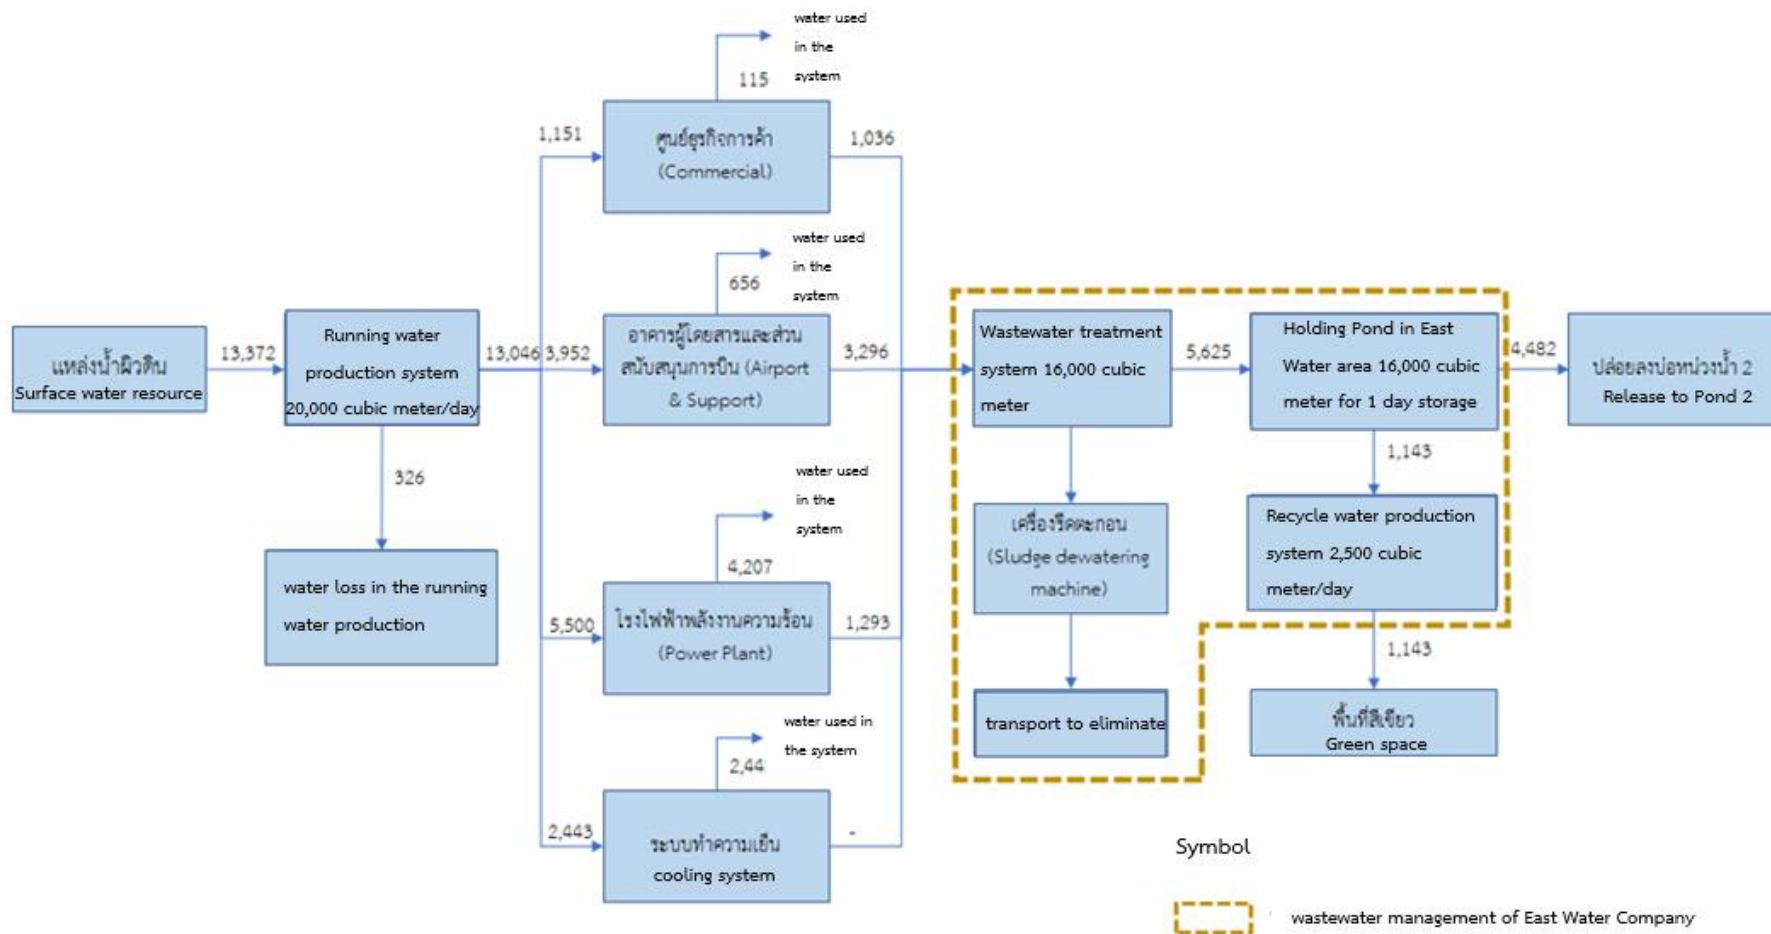 water used
in the
system
115
ศูนย์ธุรกิจการค้า
(Commercial)
1,151
1,036
water used
in the
system
656
อาคารผู้โดยสารและส่วน
สนับสนุนการบิน (Airport
& Support)
3,952
3,296
แหล่งน้ำผิวดิน
Surface water resource
13,372
Running water
production system
20,000 cubic meter/day
13,046
326
water loss in the running
water production
water used
in the
system
4,207
โรงไฟฟ้าพลังงานความร้อน
(Power Plant)
5,500
1,293
water used in
the system
2,44
ระบบทำความเย็น
cooling system
2,443
-
Wastewater treatment
system 16,000 cubic
meter
5,625
Holding Pond in East
Water area 16,000 cubic
meter for 1 day storage
4,482
ปล่อยลงบ่อหน่วงน้ำ 2
Release to Pond 2
เครื่องรีดตะกอน
(Sludge dewatering
machine)
transport to eliminate
1,143
Recycle water production
system 2,500 cubic
meter/day
1,143
พื้นที่สีเขียว
Green space
Symbol
wastewater management of East Water Company